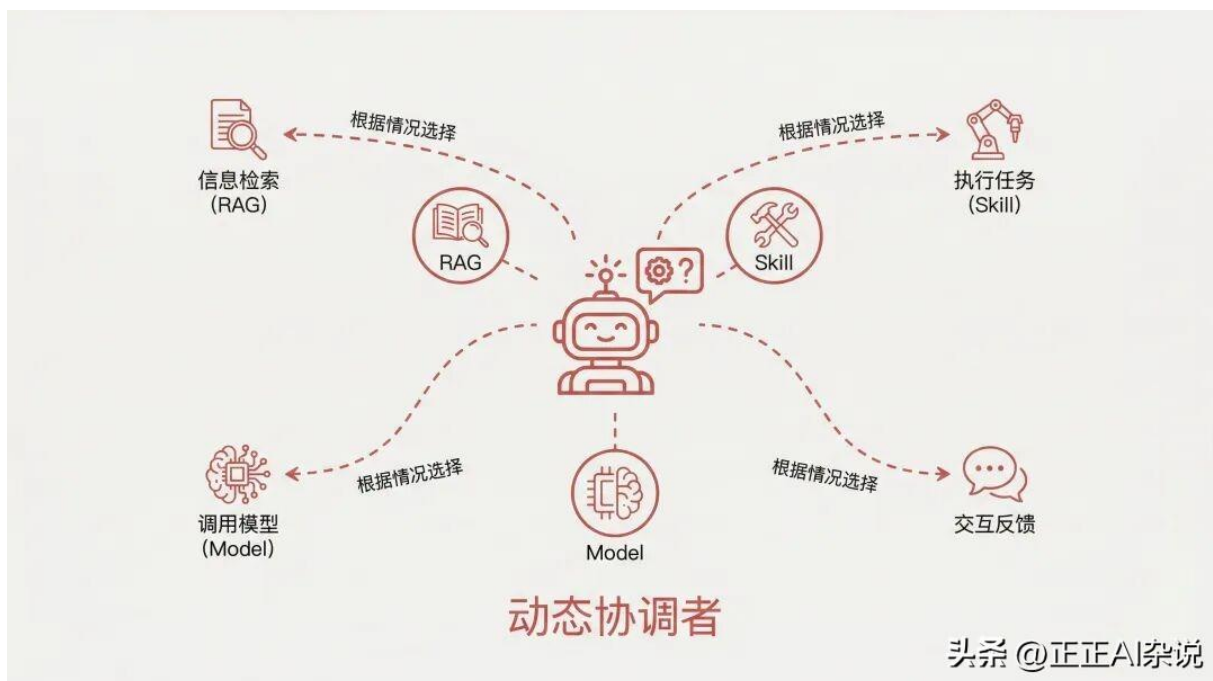 根据情况选择
根据情况选择
信息检索
(RAG)
执行任务
(Skill)
RAG
?
Skill
根据情况选择
根据情况选择
调用模型
(Model)
Model
交互反馈
动态协调者
头条 @正正AI杂说